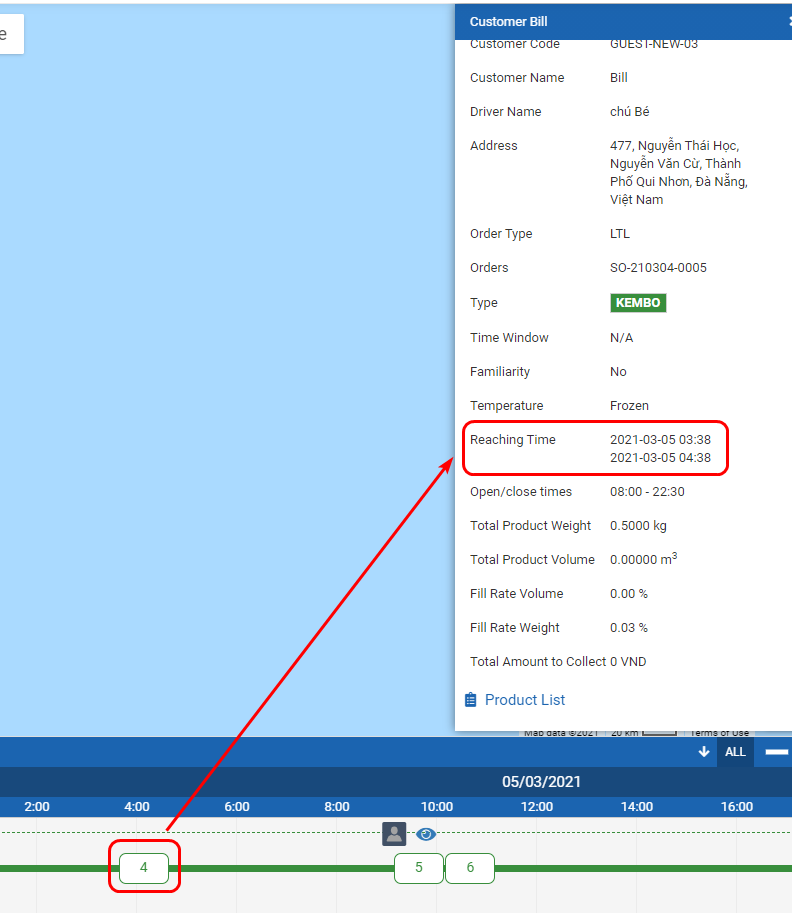 e
Customer Bill
Customer Code GUEST-NEW-03
Customer Name Bill
Driver Name chú Bé
Address 477, Nguyễn Thái Học,
Nguyễn Văn Cừ, Thành
Phố Qui Nhơn, Đà Nẵng,
Việt Nam
Order Type LTL
Orders SO-210304-0005
Type KEMBO
Time Window N/A
Familiarity No
Temperature Frozen
Reaching Time 2021-03-05 03:38
2021-03-05 04:38
Open/close times 08:00 - 22:30
Total Product Weight 0.5000 kg
Total Product Volume 0.00000 m³
Fill Rate Volume 0.00 %
Fill Rate Weight 0.03 %
Total Amount to Collect 0 VND
Product List
Map data ©2021 20 km Terms of Use
ALL
05/03/2021
2:00 4:00 6:00 8:00 10:00 12:00 14:00 16:00
4 5 6